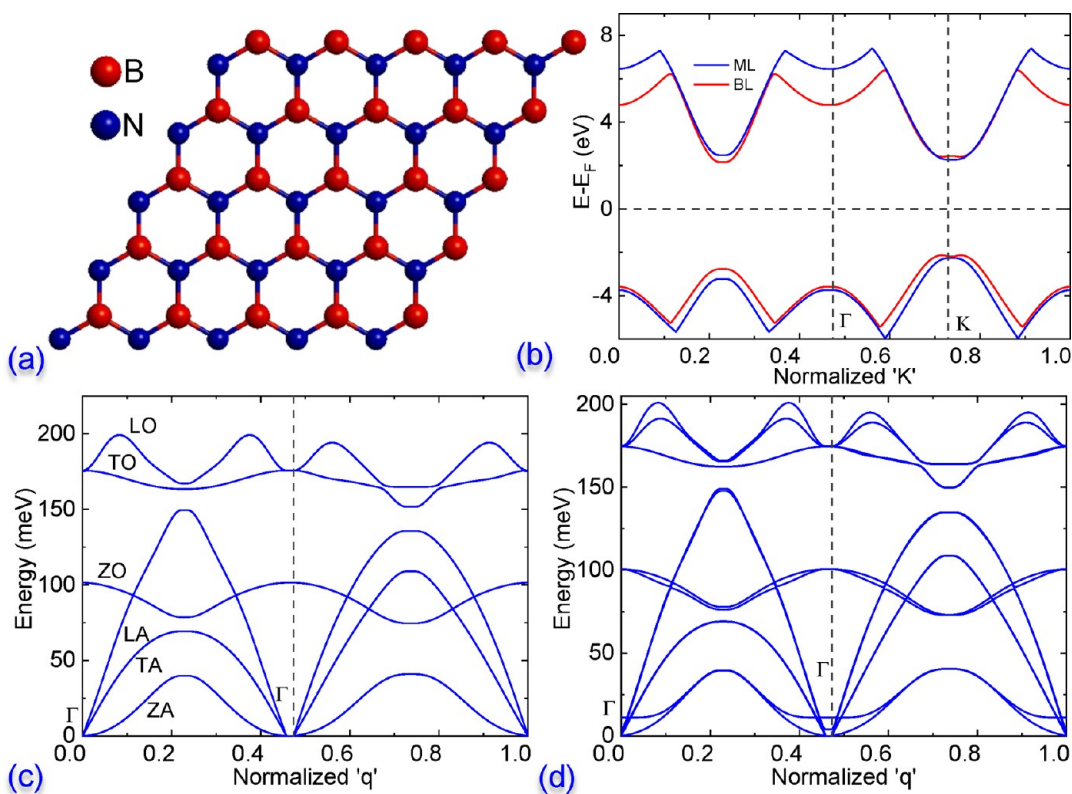 B
N
(a)
8
4
0
-4
E-E_F (eV)
ML
BL
Γ
K
0.0 0.2 0.4 0.6 0.8 1.0
Normalized 'K'
(b)
200
150
100
50
0
Energy (meV)
LO
TO
ZO
LA
TA
ZA
Γ
Γ
0.0 0.2 0.4 0.6 0.8 1.0
Normalized 'q'
(c)
200
150
100
50
0
Energy (meV)
Γ
Γ
0.0 0.2 0.4 0.6 0.8 1.0
Normalized 'q'
(d)